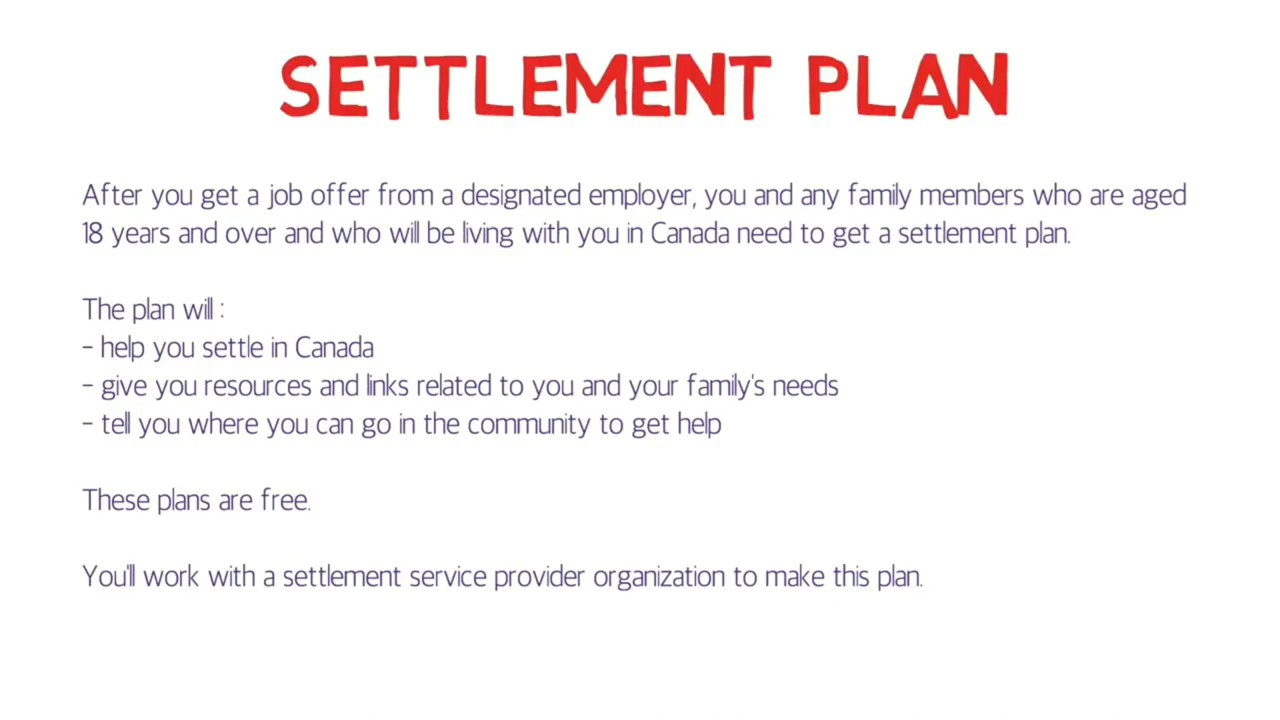 SETTLEMENT PLAN
After you get a job offer from a designated employer, you and any family members who are aged
18 years and over and who will be living with you in Canada need to get a settlement plan.
The plan will :
- help you settle in Canada
- give you resources and links related to you and your family's needs
- tell you where you can go in the community to get help
These plans are free.
You'll work with a settlement service provider organization to make this plan.